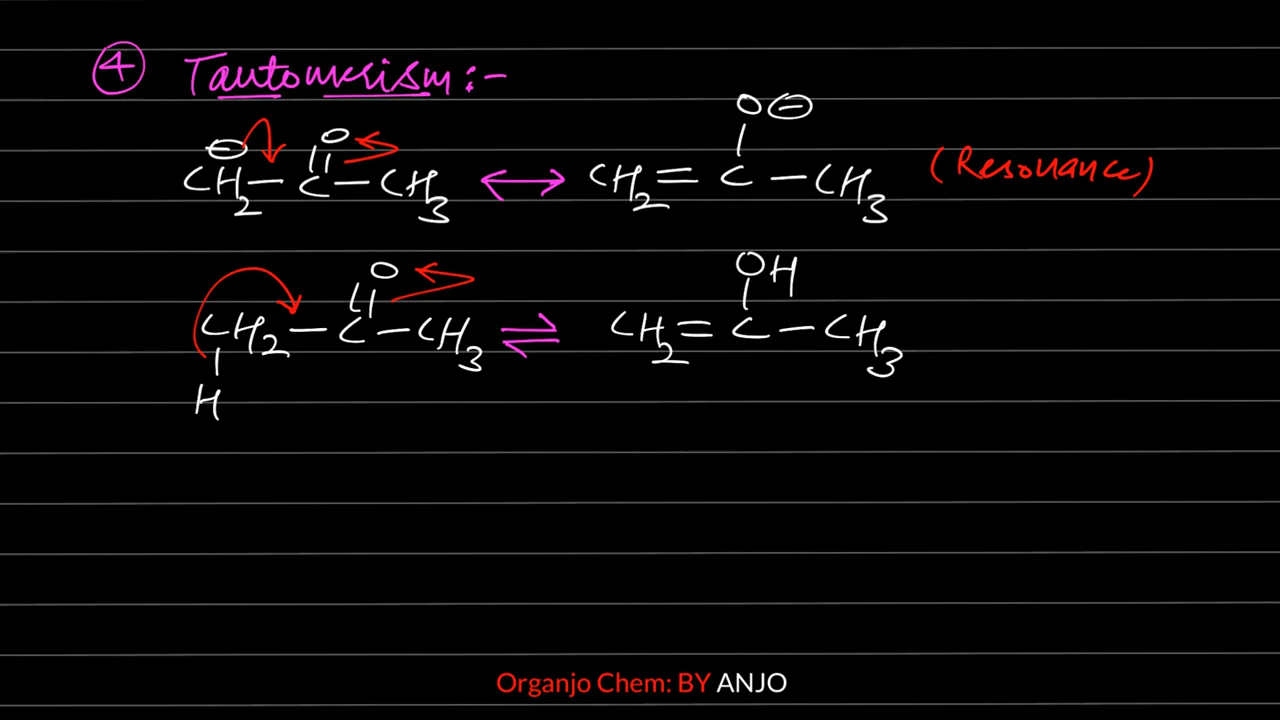 ④ Tautomerism:-
O ⊖
⊖ O
CH₂ — C — CH₃ ⟷ CH₂ = C — CH₃ (Resonance)
O OH
CH₂ — C — CH₃ ⇌ CH₂ = C — CH₃
H
Organjo Chem: BY ANJO